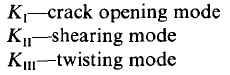 K_I—crack opening mode
K_II—shearing mode
K_III—twisting mode